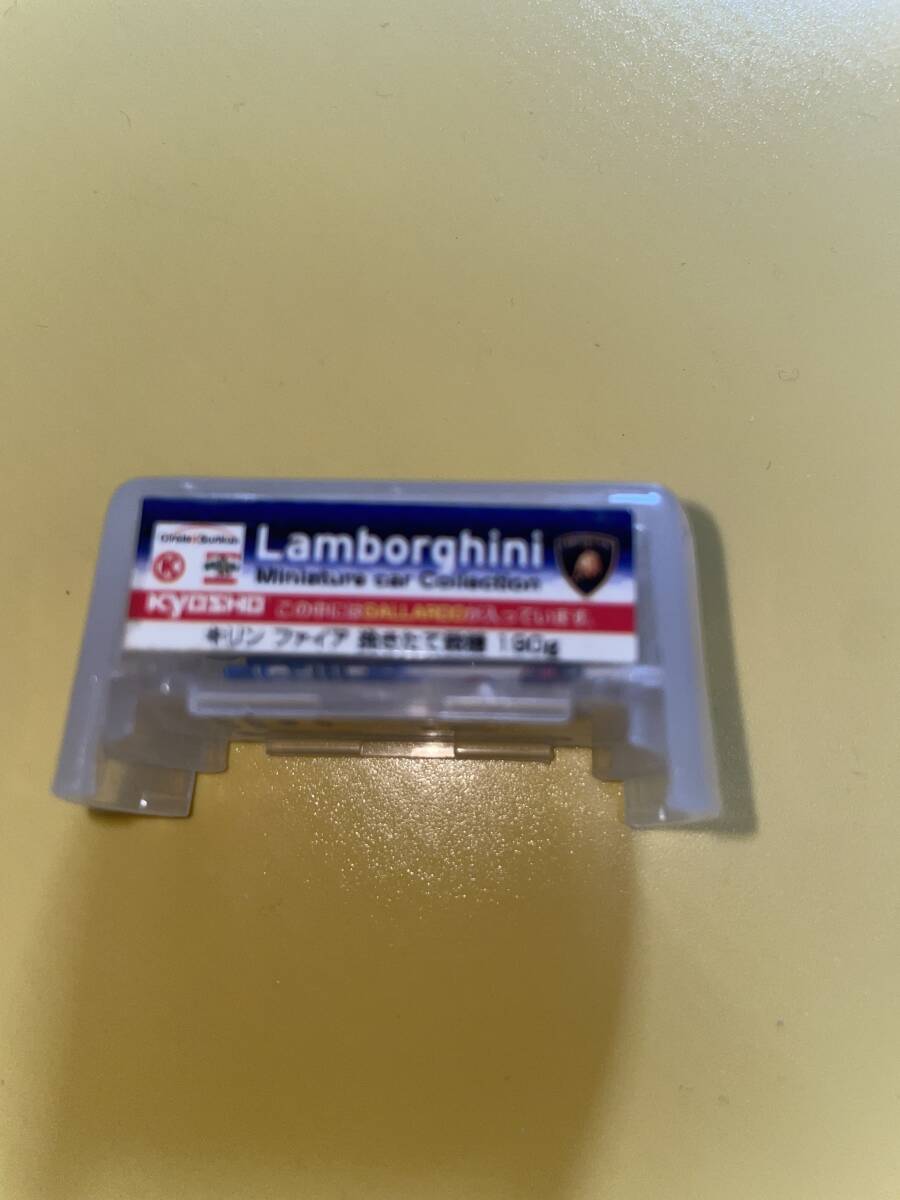 Circle K Sunkus
Lamborghini
K
Miniature car Collection
KYOSHO この中にはGALLARDOが入っています。
キリン ファイア 挽きたて微糖 190g